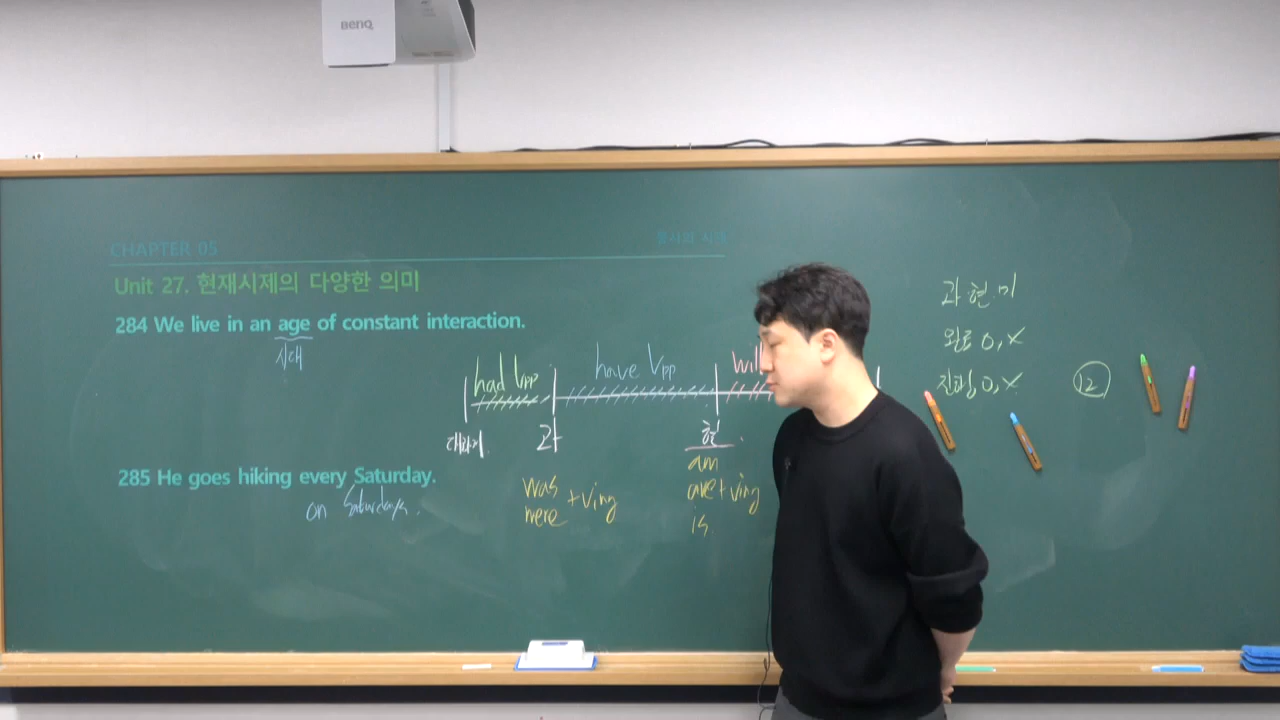 BenQ
CHAPTER 05 동사의 시제
Unit 27. 현재시제의 다양한 의미
284 We live in an age of constant interaction.
시대
had Vpp have Vpp will
대과거 과 현
285 He goes hiking every Saturday.
on Saturdays.
was
were +ving
am
are+ving
is
과 현 미
완료 O, X
진행, O, X
12